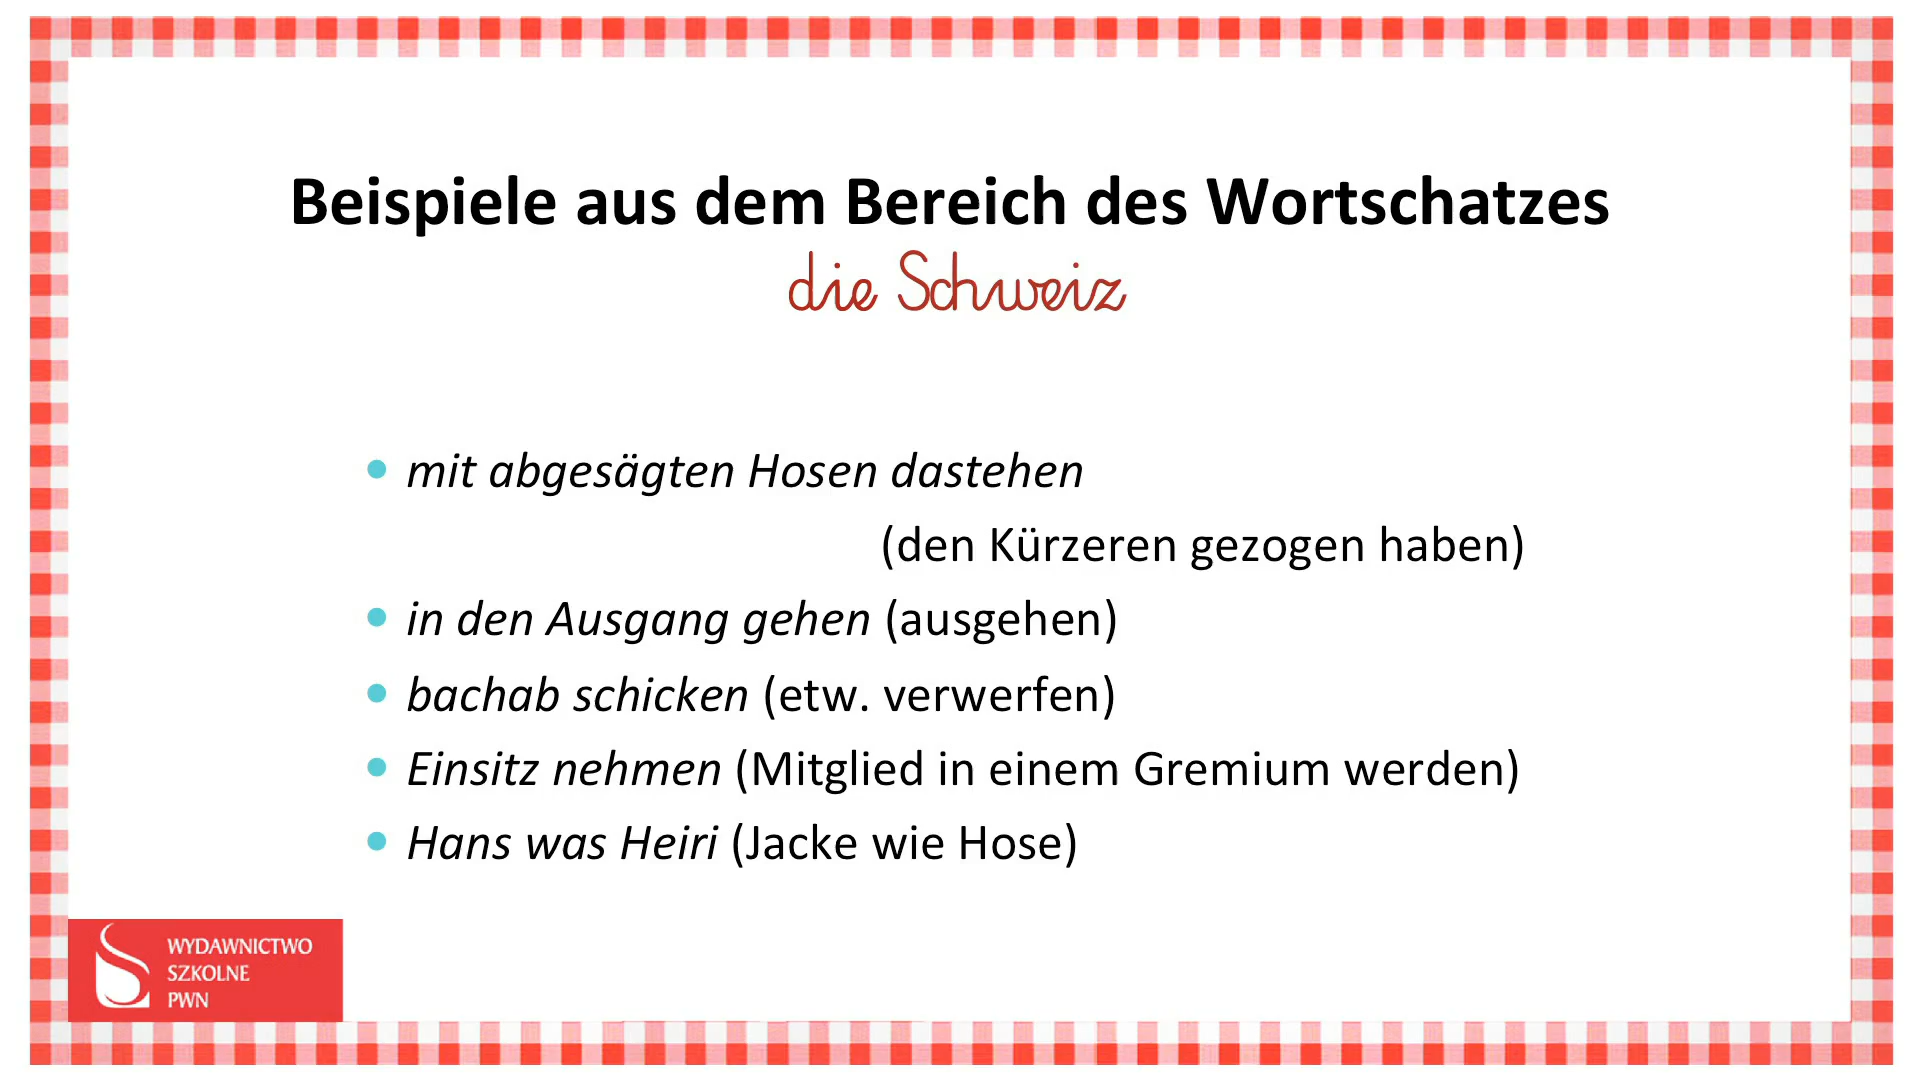 Beispiele aus dem Bereich des Wortschatzes
die Schweiz
• mit abgesägten Hosen dastehen
(den Kürzeren gezogen haben)
• in den Ausgang gehen (ausgehen)
• bachab schicken (etw. verwerfen)
• Einsitz nehmen (Mitglied in einem Gremium werden)
• Hans was Heiri (Jacke wie Hose)
WYDAWNICTWO
SZKOLNE
PWN